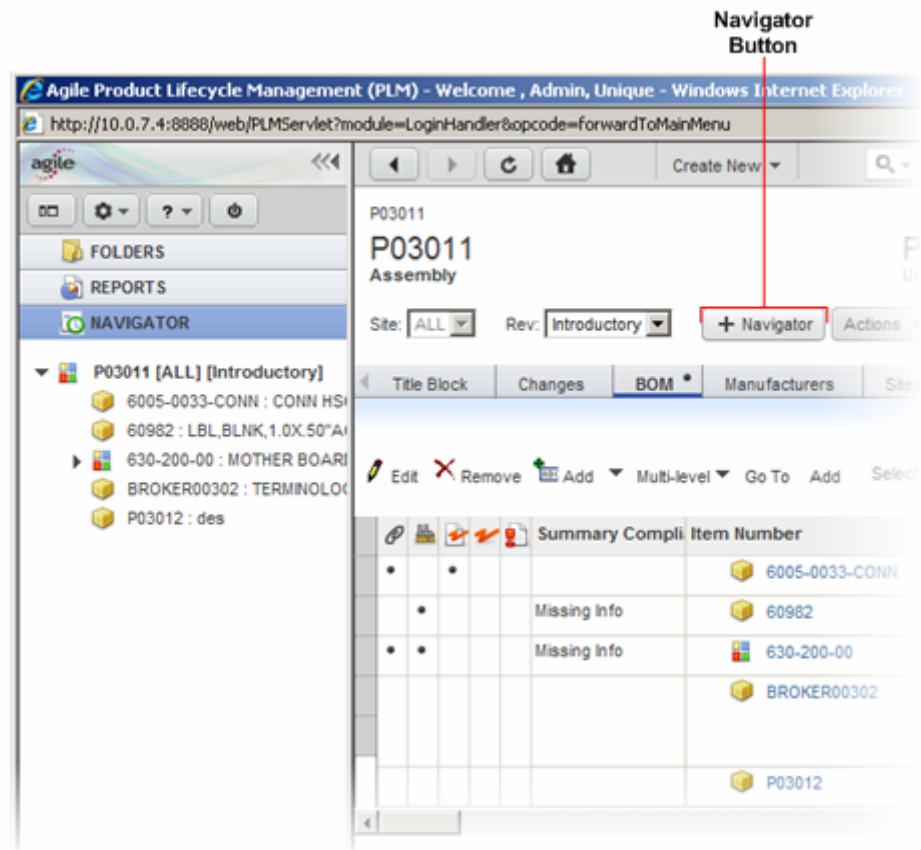 Navigator
Button
Agile Product Lifecycle Management (PLM) - Welcome , Admin, Unique - Windows Internet Explorer
http://10.0.7.4:8888/web/PLMServlet?module=LoginHandler&opcode=forwardToMainMenu
agile
Create New
?
FOLDERS
REPORTS
NAVIGATOR
P03011 [ALL] [Introductory]
6005-0033-CONN : CONN HS
60982 : LBL,BLNK,1.0X.50"A
630-200-00 : MOTHER BOAR
BROKER00302 : TERMINOLO
P03012 : des
P03011
P03011
Assembly
Site: ALL Rev: Introductory + Navigator Actions
Title Block Changes BOM Manufacturers Sites
Edit Remove Add Multi-level Go To Add Select
Summary Compli Item Number
6005-0033-CONN
Missing Info 60982
Missing Info 630-200-00
BROKER00302
P03012